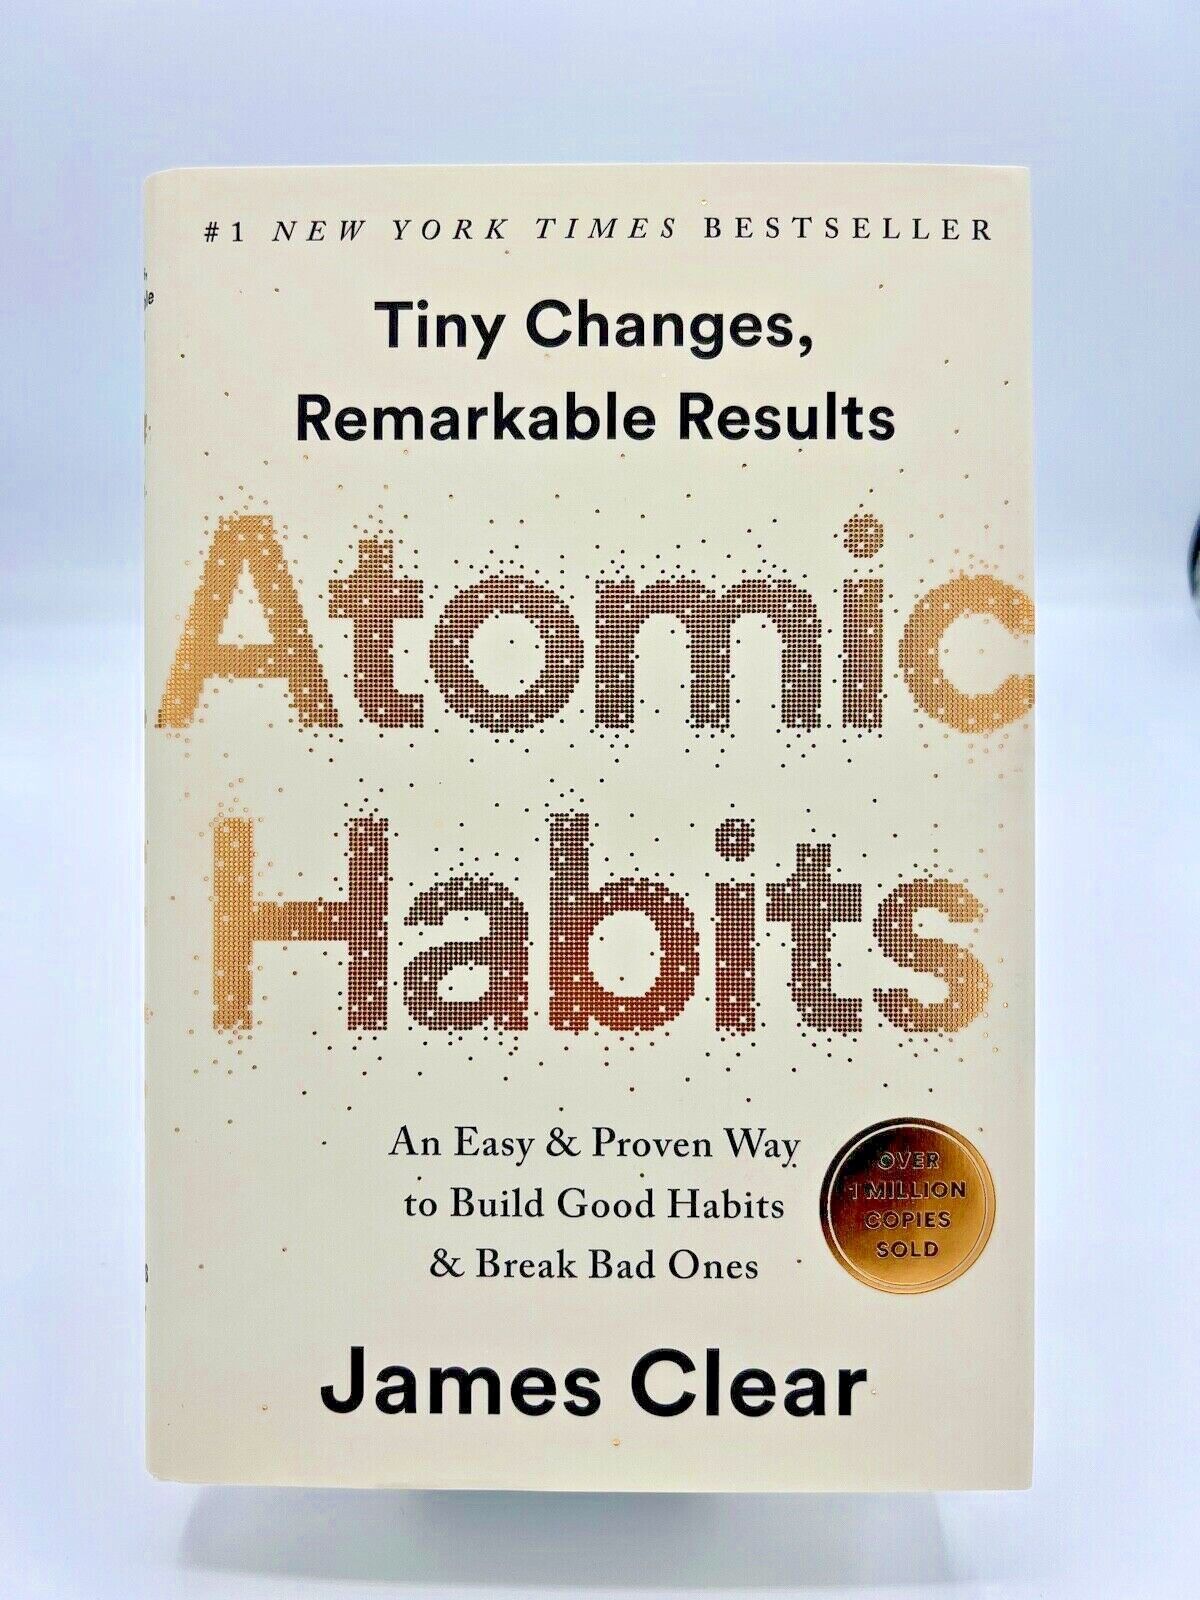 #1 NEW YORK TIMES BESTSELLER
Tiny Changes,
Remarkable Results
Atomic
Habits
An Easy & Proven Way
to Build Good Habits
& Break Bad Ones
OVER
1 MILLION
COPIES
SOLD
James Clear